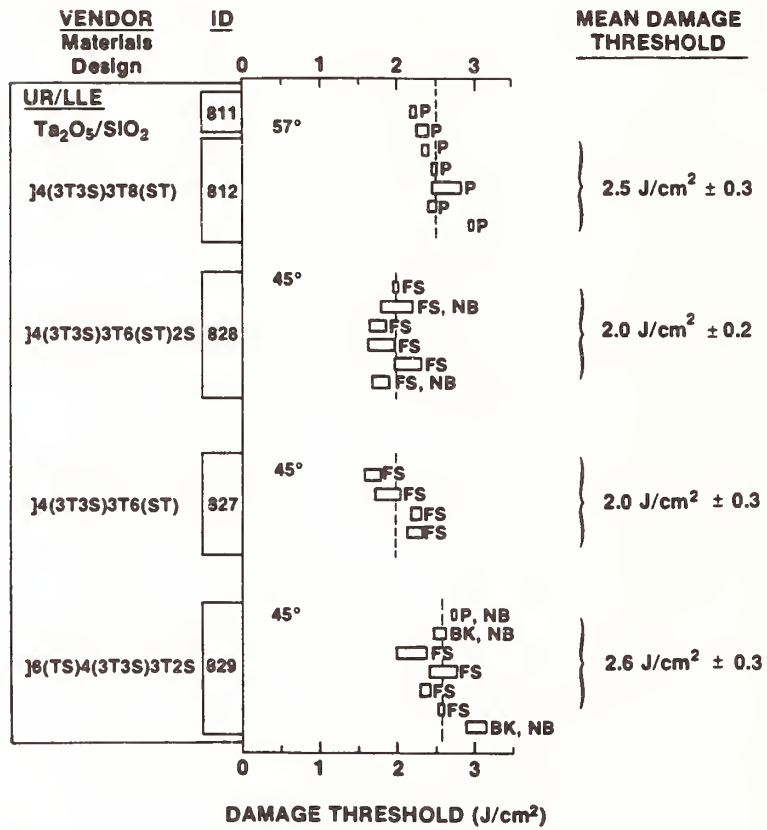 VENDOR ID MEAN DAMAGE
Materials THRESHOLD
Design
0 1 2 3
UR/LLE
Ta₂O₅/SiO₂ 811 57° P
P
P
P
]4(3T3S)3T8(ST) 812 P 2.5 J/cm² ± 0.3
P
P
45° FS
FS, NB
]4(3T3S)3T6(ST)2S 828 FS 2.0 J/cm² ± 0.2
FS
FS
FS, NB
45° FS
]4(3T3S)3T6(ST) 827 FS 2.0 J/cm² ± 0.3
FS
FS
45° P, NB
BK, NB
FS
]6(TS)4(3T3S)3T2S 829 FS 2.6 J/cm² ± 0.3
FS
FS
BK, NB
0 1 2 3
DAMAGE THRESHOLD (J/cm²)